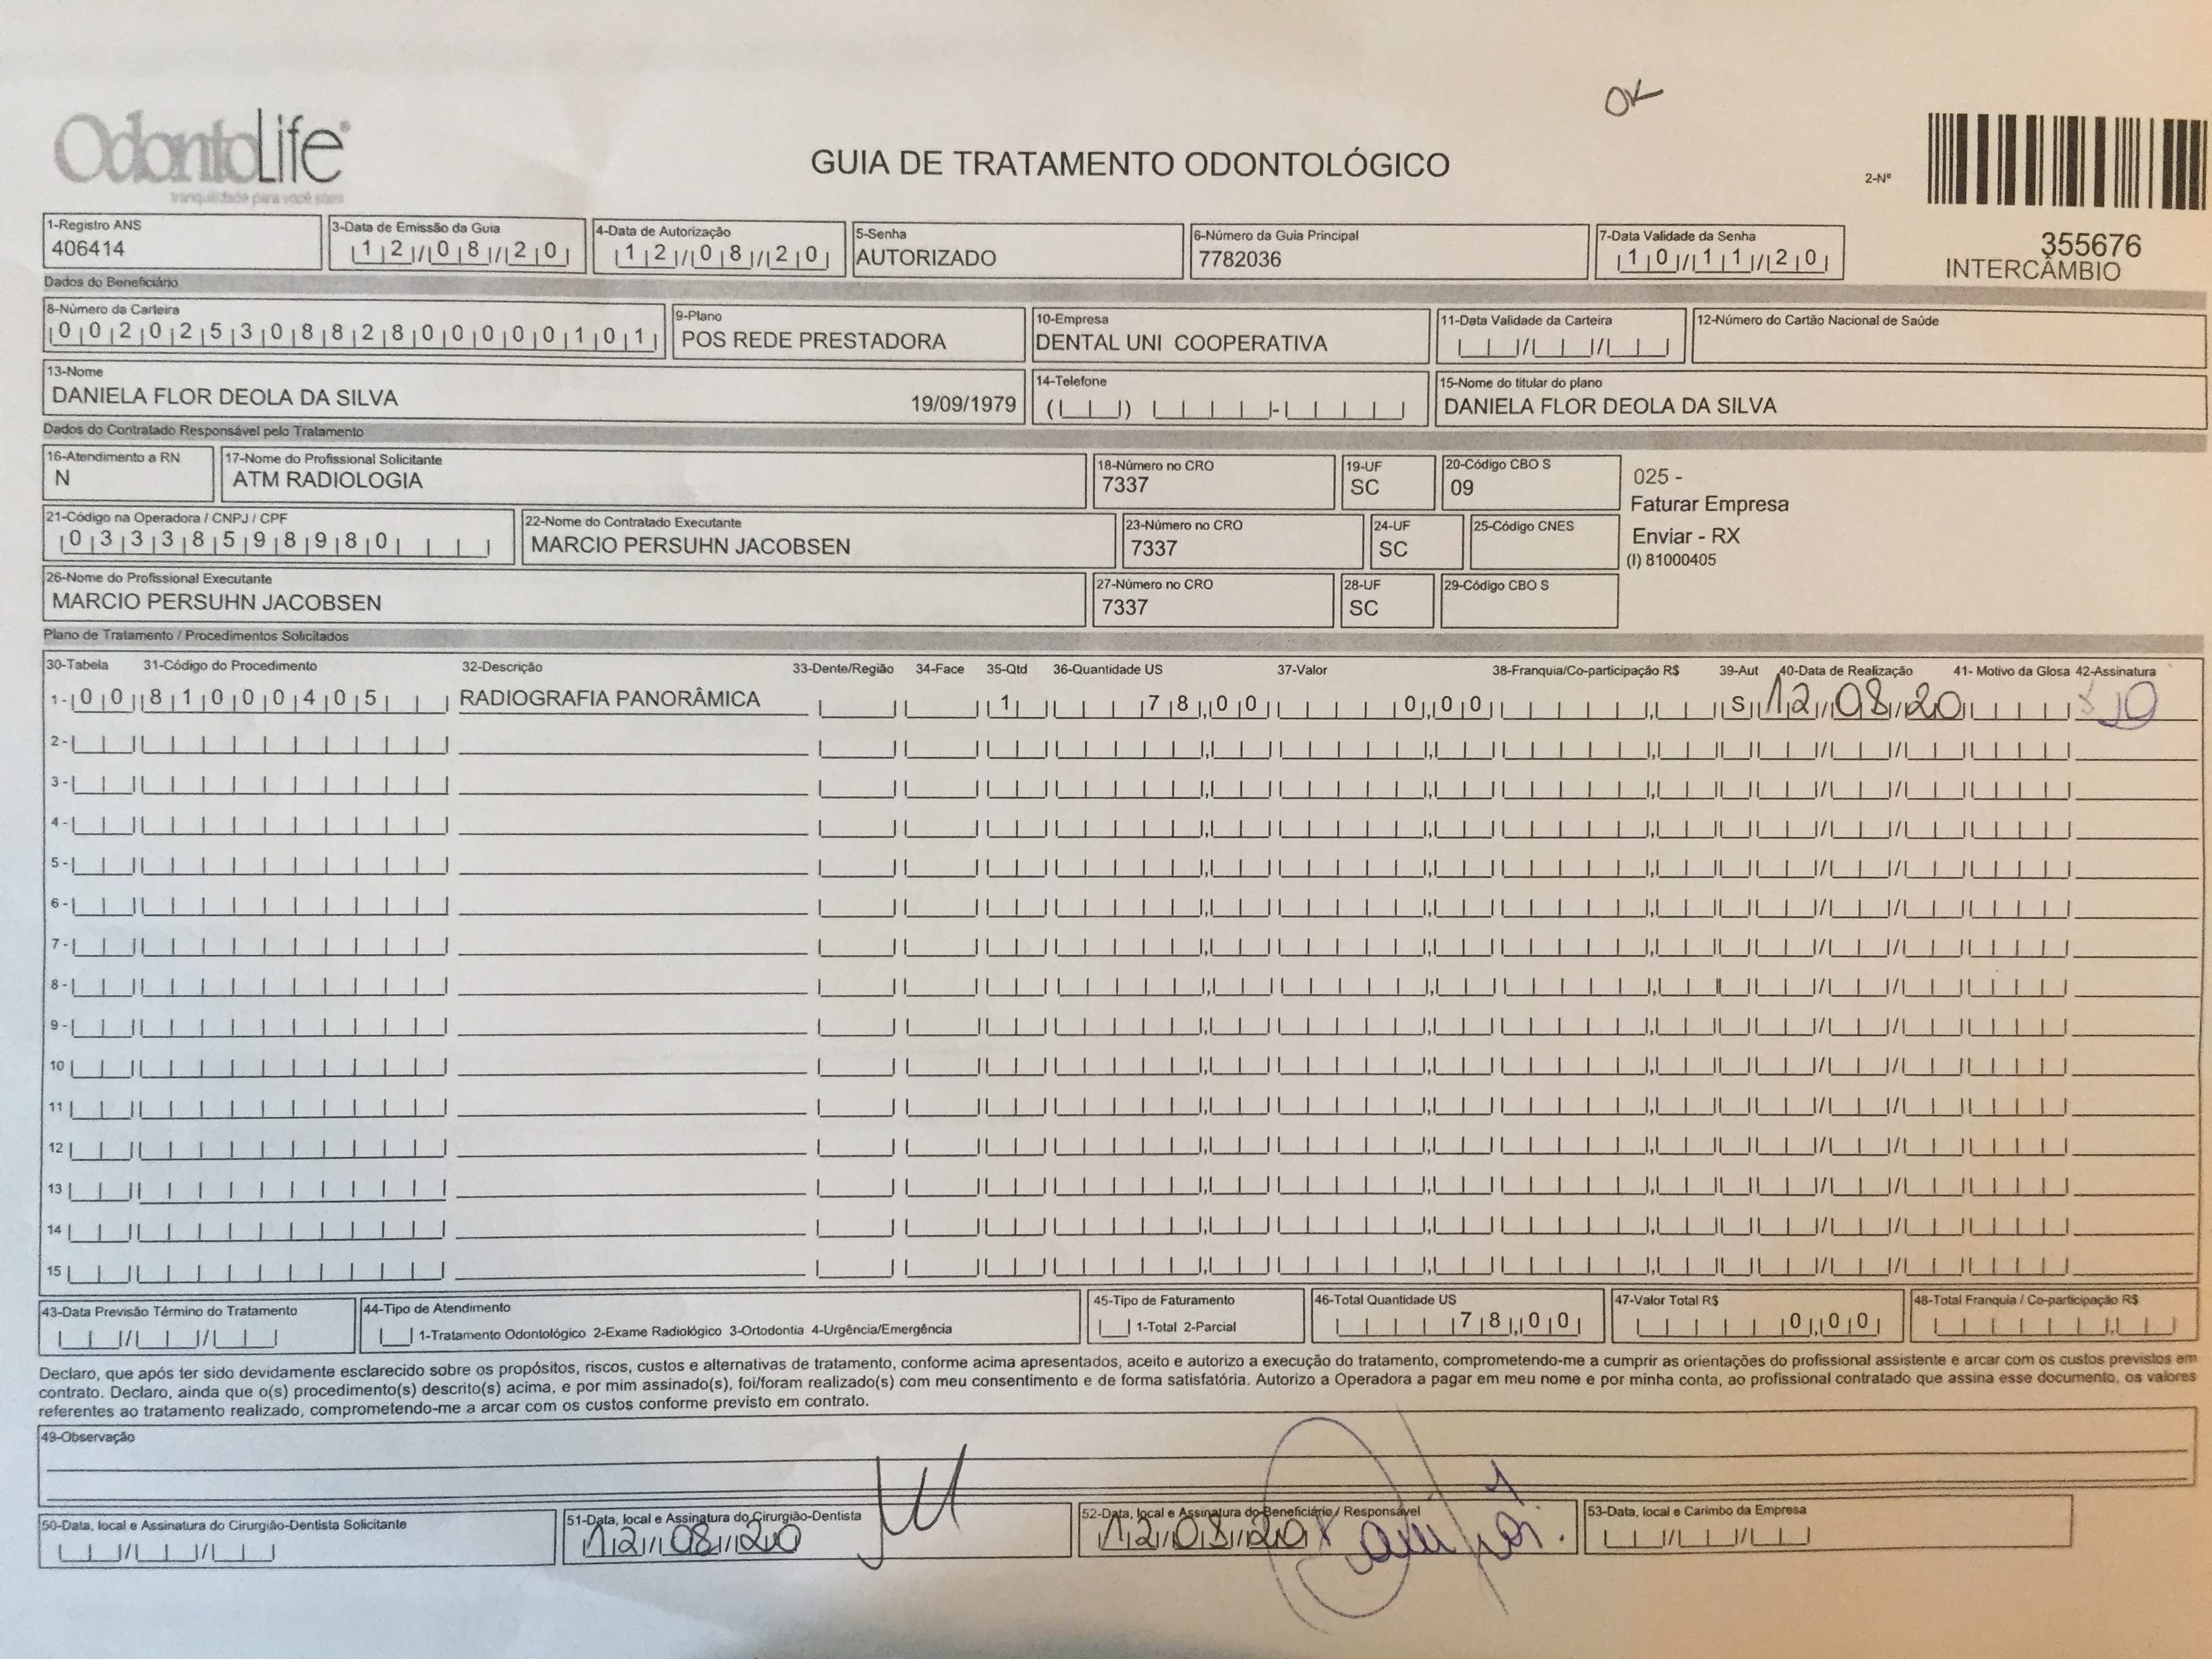 OK
OdontoLife®
tranquilidade para você sorrir
GUIA DE TRATAMENTO ODONTOLÓGICO
2-Nº
355676
INTERCÂMBIO
1-Registro ANS
406414
3-Data de Emissão da Guia
12/08/20
4-Data de Autorização
12/08/20
5-Senha
AUTORIZADO
6-Número da Guia Principal
7782036
7-Data Validade da Senha
10/11/20
Dados do Beneficiário
8-Número da Carteira
00202530882800000101
9-Plano
POS REDE PRESTADORA
10-Empresa
DENTAL UNI COOPERATIVA
11-Data Validade da Carteira
12-Número do Cartão Nacional de Saúde
13-Nome
DANIELA FLOR DEOLA DA SILVA 19/09/1979
14-Telefone
15-Nome do titular do plano
DANIELA FLOR DEOLA DA SILVA
Dados do Contratado Responsável pelo Tratamento
16-Atendimento a RN
N
17-Nome do Profissional Solicitante
ATM RADIOLOGIA
18-Número no CRO
7337
19-UF
SC
20-Código CBO S
09
025 -
Faturar Empresa
Enviar - RX
(I) 81000405
21-Código na Operadora / CNPJ / CPF
03338598980
22-Nome do Contratado Executante
MARCIO PERSUHN JACOBSEN
23-Número no CRO
7337
24-UF
SC
25-Código CNES
26-Nome do Profissional Executante
MARCIO PERSUHN JACOBSEN
27-Número no CRO
7337
28-UF
SC
29-Código CBO S
Plano de Tratamento / Procedimentos Solicitados
30-Tabela 31-Código do Procedimento 32-Descrição 33-Dente/Região 34-Face 35-Qtd 36-Quantidade US 37-Valor 38-Franquia/Co-participação R$ 39-Aut 40-Data de Realização 41- Motivo da Glosa 42-Assinatura
1- 00 81000405 RADIOGRAFIA PANORÂMICA 1 78,00 0,00 S 12/08/20
2-
3-
4-
5-
6-
7-
8-
9-
10
11
12
13
14
15
43-Data Previsão Término do Tratamento
44-Tipo de Atendimento
1-Tratamento Odontológico 2-Exame Radiológico 3-Ortodontia 4-Urgência/Emergência
45-Tipo de Faturamento
1-Total 2-Parcial
46-Total Quantidade US
78,00
47-Valor Total R$
0,00
48-Total Franquia / Co-participação R$
Declaro, que após ter sido devidamente esclarecido sobre os propósitos, riscos, custos e alternativas de tratamento, conforme acima apresentados, aceito e autorizo a execução do tratamento, comprometendo-me a cumprir as orientações do profissional assistente e arcar com os custos previstos em
contrato. Declaro, ainda que o(s) procedimento(s) descrito(s) acima, e por mim assinado(s), foi/foram realizado(s) com meu consentimento e de forma satisfatória. Autorizo a Operadora a pagar em meu nome e por minha conta, ao profissional contratado que assina esse documento, os valores
referentes ao tratamento realizado, comprometendo-me a arcar com os custos conforme previsto em contrato.
49-Observação
50-Data, local e Assinatura do Cirurgião-Dentista Solicitante
51-Data, local e Assinatura do Cirurgião-Dentista
12/08/20
52-Data, local e Assinatura do Beneficiário / Responsável
12/08/20
53-Data, local e Carimbo da Empresa